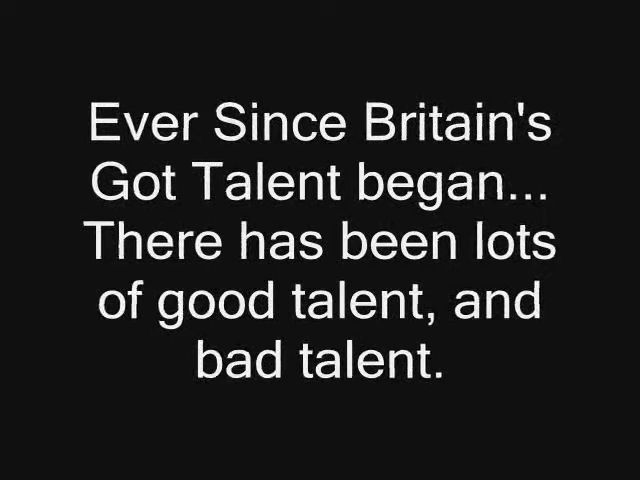 Ever Since Britain's
Got Talent began...
There has been lots
of good talent, and
bad talent.